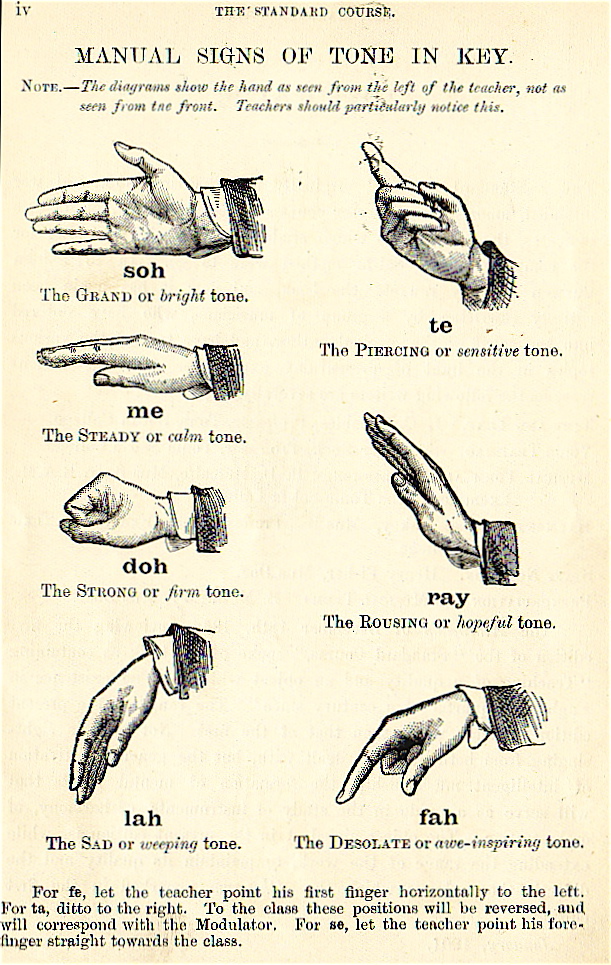 iv
THE STANDARD COURSE.
MANUAL SIGNS OF TONE IN KEY.
NOTE.—The diagrams show the hand as seen from the left of the teacher, not as
seen from the front. Teachers should particularly notice this.
soh
The GRAND or bright tone.
te
The PIERCING or sensitive tone.
me
The STEADY or calm tone.
doh
The STRONG or firm tone.
ray
The ROUSING or hopeful tone.
lah
The SAD or weeping tone.
fah
The DESOLATE or awe-inspiring tone.
For fe, let the teacher point his first finger horizontally to the left.
For ta, ditto to the right. To the class these positions will be reversed, and
will correspond with the Modulator. For se, let the teacher point his fore-
finger straight towards the class.